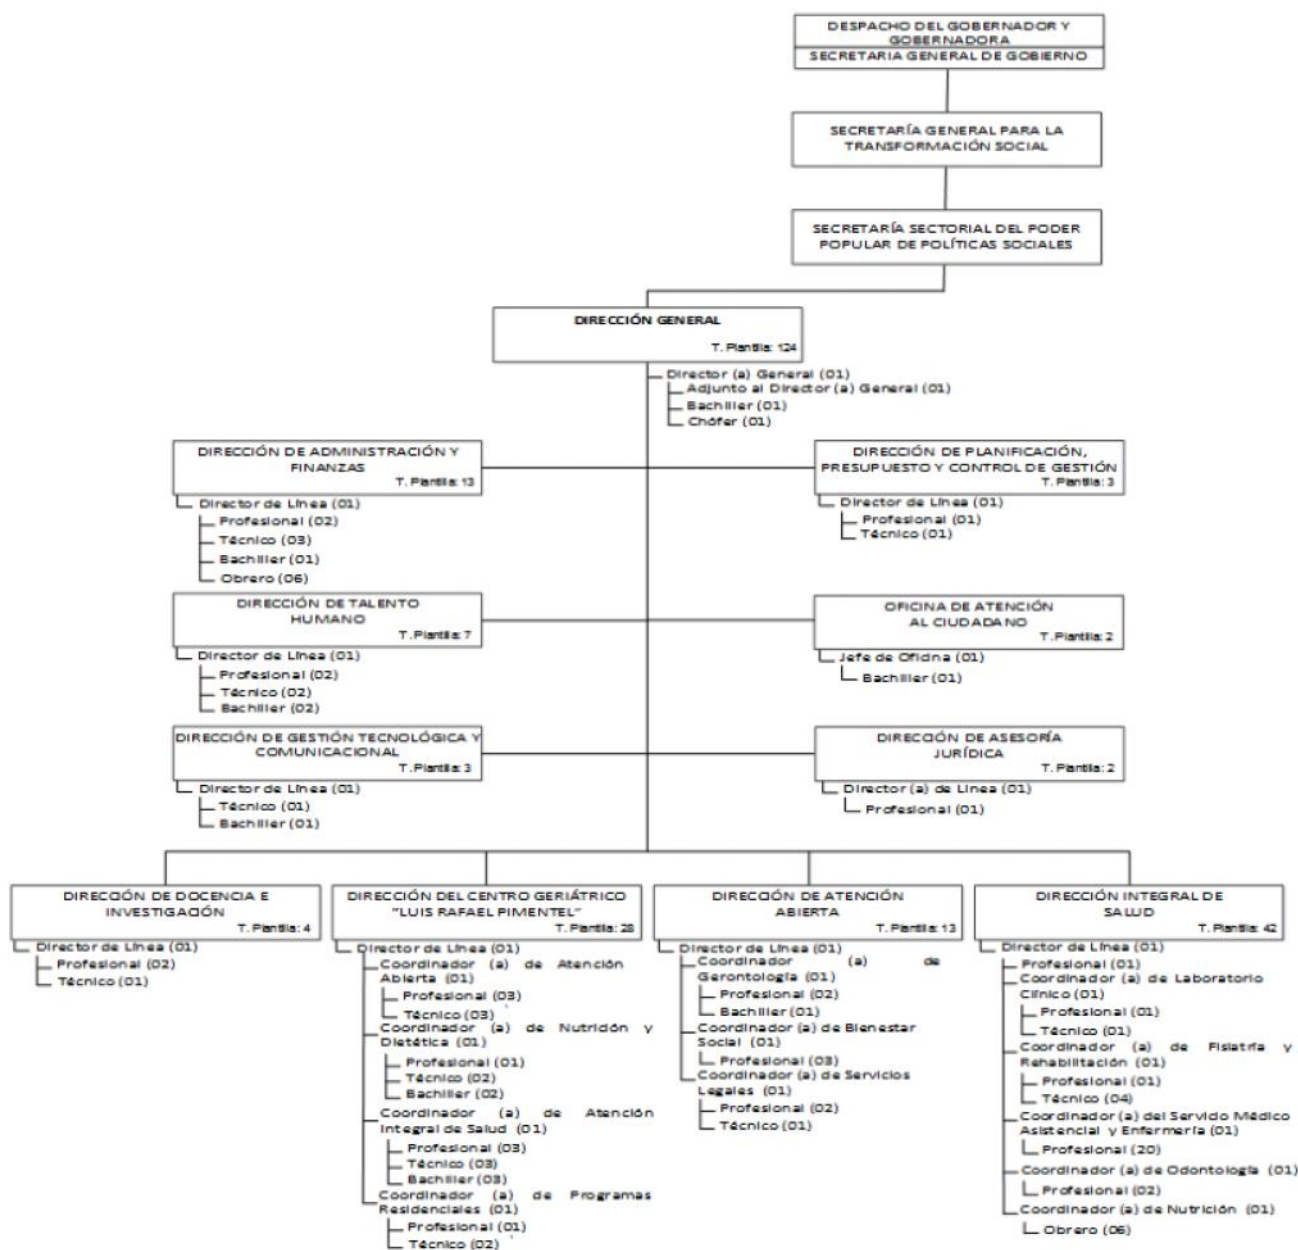 DESPACHO DEL GOBERNADOR Y
GOBERNADORA
SECRETARIA GENERAL DE GOBIERNO
SECRETARÍA GENERAL PARA LA
TRANSFORMACIÓN SOCIAL
SECRETARÍA SECTORIAL DEL PODER
POPULAR DE POLÍTICAS SOCIALES
DIRECCIÓN GENERAL
T. Plantilla: 124
Director (a) General (01)
Adjunto al Director (a) General (01)
Bachiller (01)
Chófer (01)
DIRECCIÓN DE ADMINISTRACIÓN Y
FINANZAS
T. Plantilla: 13
Director de Línea (01)
Profesional (02)
Técnico (03)
Bachiller (01)
Obrero (06)
DIRECCIÓN DE PLANIFICACIÓN,
PRESUPUESTO Y CONTROL DE GESTIÓN
T. Plantilla: 3
Director de Línea (01)
Profesional (01)
Técnico (01)
DIRECCIÓN DE TALENTO
HUMANO
T. Plantilla: 7
Director de Línea (01)
Profesional (02)
Técnico (02)
Bachiller (02)
OFICINA DE ATENCIÓN
AL CIUDADANO
T. Plantilla: 2
Jefe de Oficina (01)
Bachiller (01)
DIRECCIÓN DE GESTIÓN TECNOLÓGICA Y
COMUNICACIONAL
T. Plantilla: 3
Director de Línea (01)
Técnico (01)
Bachiller (01)
DIRECCIÓN DE ASESORÍA
JURÍDICA
T. Plantilla: 2
Director (a) de Línea (01)
Profesional (01)
DIRECCIÓN DE DOCENCIA E
INVESTIGACIÓN
T. Plantilla: 4
Director de Línea (01)
Profesional (02)
Técnico (01)
DIRECCIÓN DEL CENTRO GERIÁTRICO
"LUIS RAFAEL PIMENTEL"
T. Plantilla: 28
Director de Línea (01)
Coordinador (a) de Atención
Abierta (01)
Profesional (03)
Técnico (03)
Coordinador (a) de Nutrición y
Dietética (01)
Profesional (01)
Técnico (02)
Bachiller (02)
Coordinador (a) de Atención
Integral de Salud (01)
Profesional (03)
Técnico (03)
Bachiller (03)
Coordinador (a) de Programas
Residenciales (01)
Profesional (01)
Técnico (02)
DIRECCIÓN DE ATENCIÓN
ABIERTA
T. Plantilla: 13
Director de Línea (01)
Coordinador (a) de
Gerontología (01)
Profesional (02)
Bachiller (01)
Coordinador (a) de Bienestar
Social (01)
Profesional (03)
Coordinador (a) de Servicios
Legales (01)
Profesional (02)
Técnico (01)
DIRECCIÓN INTEGRAL DE
SALUD
T. Plantilla: 42
Director de Línea (01)
Profesional (01)
Coordinador (a) de Laboratorio
Clínico (01)
Profesional (01)
Técnico (01)
Coordinador (a) de Fisiatría y
Rehabilitación (01)
Profesional (01)
Técnico (04)
Coordinador (a) del Servicio Médico
Asistencial y Enfermería (01)
Profesional (20)
Coordinador (a) de Odontología (01)
Profesional (02)
Coordinador (a) de Nutrición (01)
Obrero (06)